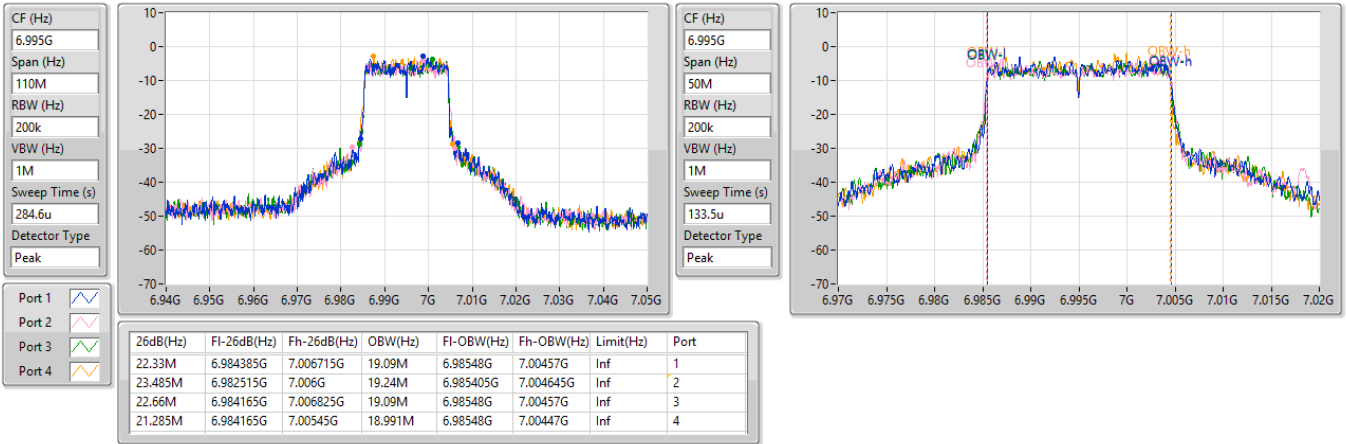 CF (Hz)
6.995G
Span (Hz)
110M
RBW (Hz)
200k
VBW (Hz)
1M
Sweep Time (s)
284.6u
Detector Type
Peak
10-
0-
-10-
-20-
-30-
-40-
-50-
-60-
-70-
6.94G 6.95G 6.96G 6.97G 6.98G 6.99G 7G 7.01G 7.02G 7.03G 7.04G 7.05G
CF (Hz)
6.995G
Span (Hz)
50M
RBW (Hz)
200k
VBW (Hz)
1M
Sweep Time (s)
133.5u
Detector Type
Peak
10-
0-
-10-
-20-
-30-
-40-
-50-
-60-
-70-
OBW-l
OBW-h
OBW-h
6.97G 6.975G 6.98G 6.985G 6.99G 6.995G 7G 7.005G 7.01G 7.015G 7.02G
Port 1
Port 2
Port 3
Port 4
26dB(Hz) Fl-26dB(Hz) Fh-26dB(Hz) OBW(Hz) Fl-OBW(Hz) Fh-OBW(Hz) Limit(Hz) Port
22.33M 6.984385G 7.006715G 19.09M 6.98548G 7.00457G Inf 1
23.485M 6.982515G 7.006G 19.24M 6.985405G 7.004645G Inf 2
22.66M 6.984165G 7.006825G 19.09M 6.98548G 7.00457G Inf 3
21.285M 6.984165G 7.00545G 18.991M 6.98548G 7.00447G Inf 4